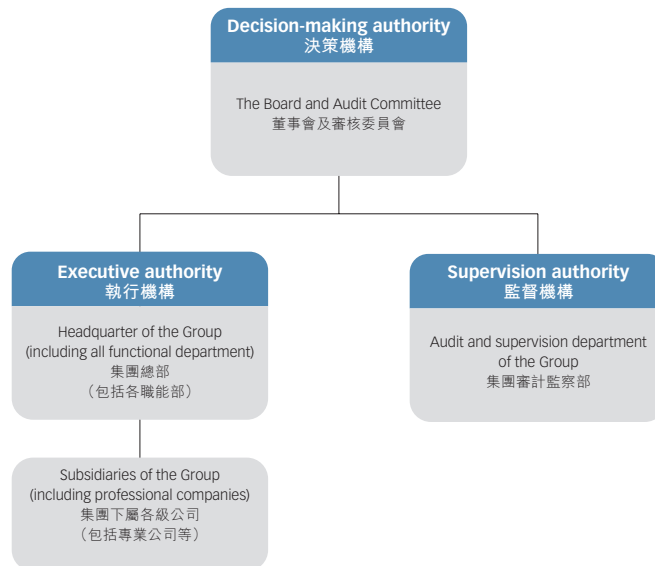 Decision-making authority
決策機構
The Board and Audit Committee
董事會及審核委員會
Executive authority
執行機構
Headquarter of the Group
(including all functional department)
集團總部
（包括各職能部）
Supervision authority
監督機構
Audit and supervision department
of the Group
集團審計監察部
Subsidiaries of the Group
(including professional companies)
集團下屬各級公司
（包括專業公司等）